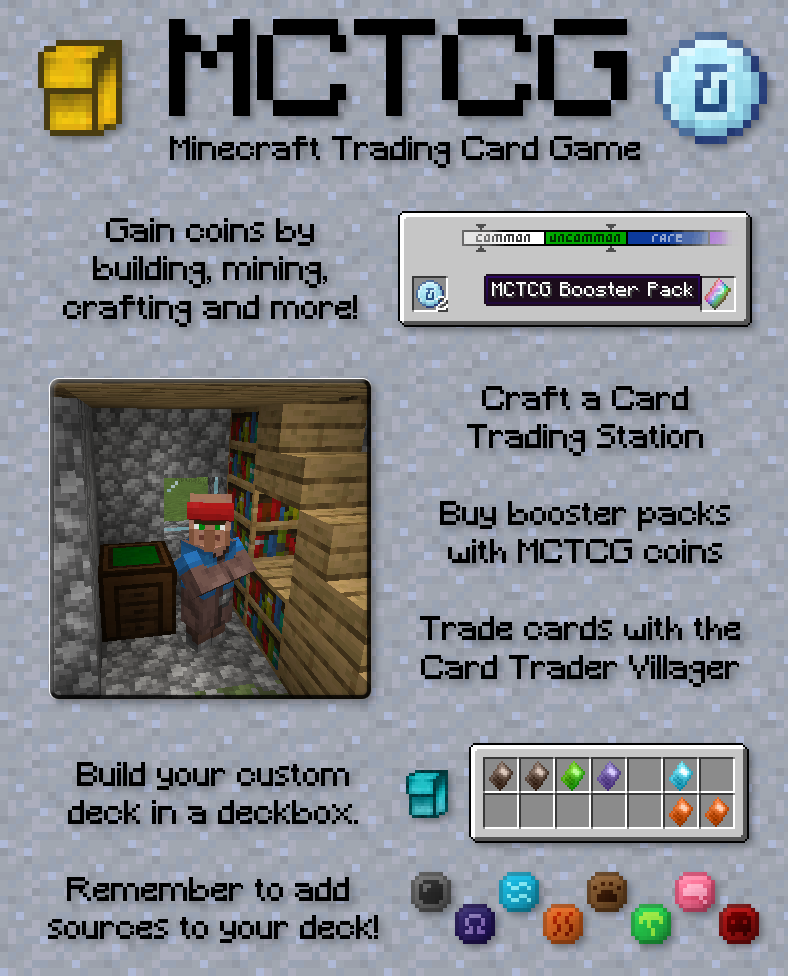 MCTCG
Minecraft Trading Card Game
Gain coins by
building, mining,
crafting and more!
common uncommon rare
2
MCTCG Booster Pack
Craft a Card
Trading Station
Buy booster packs
with MCTCG coins
Trade cards with the
Card Trader Villager
Build your custom
deck in a deckbox.
Remember to add
sources to your deck!